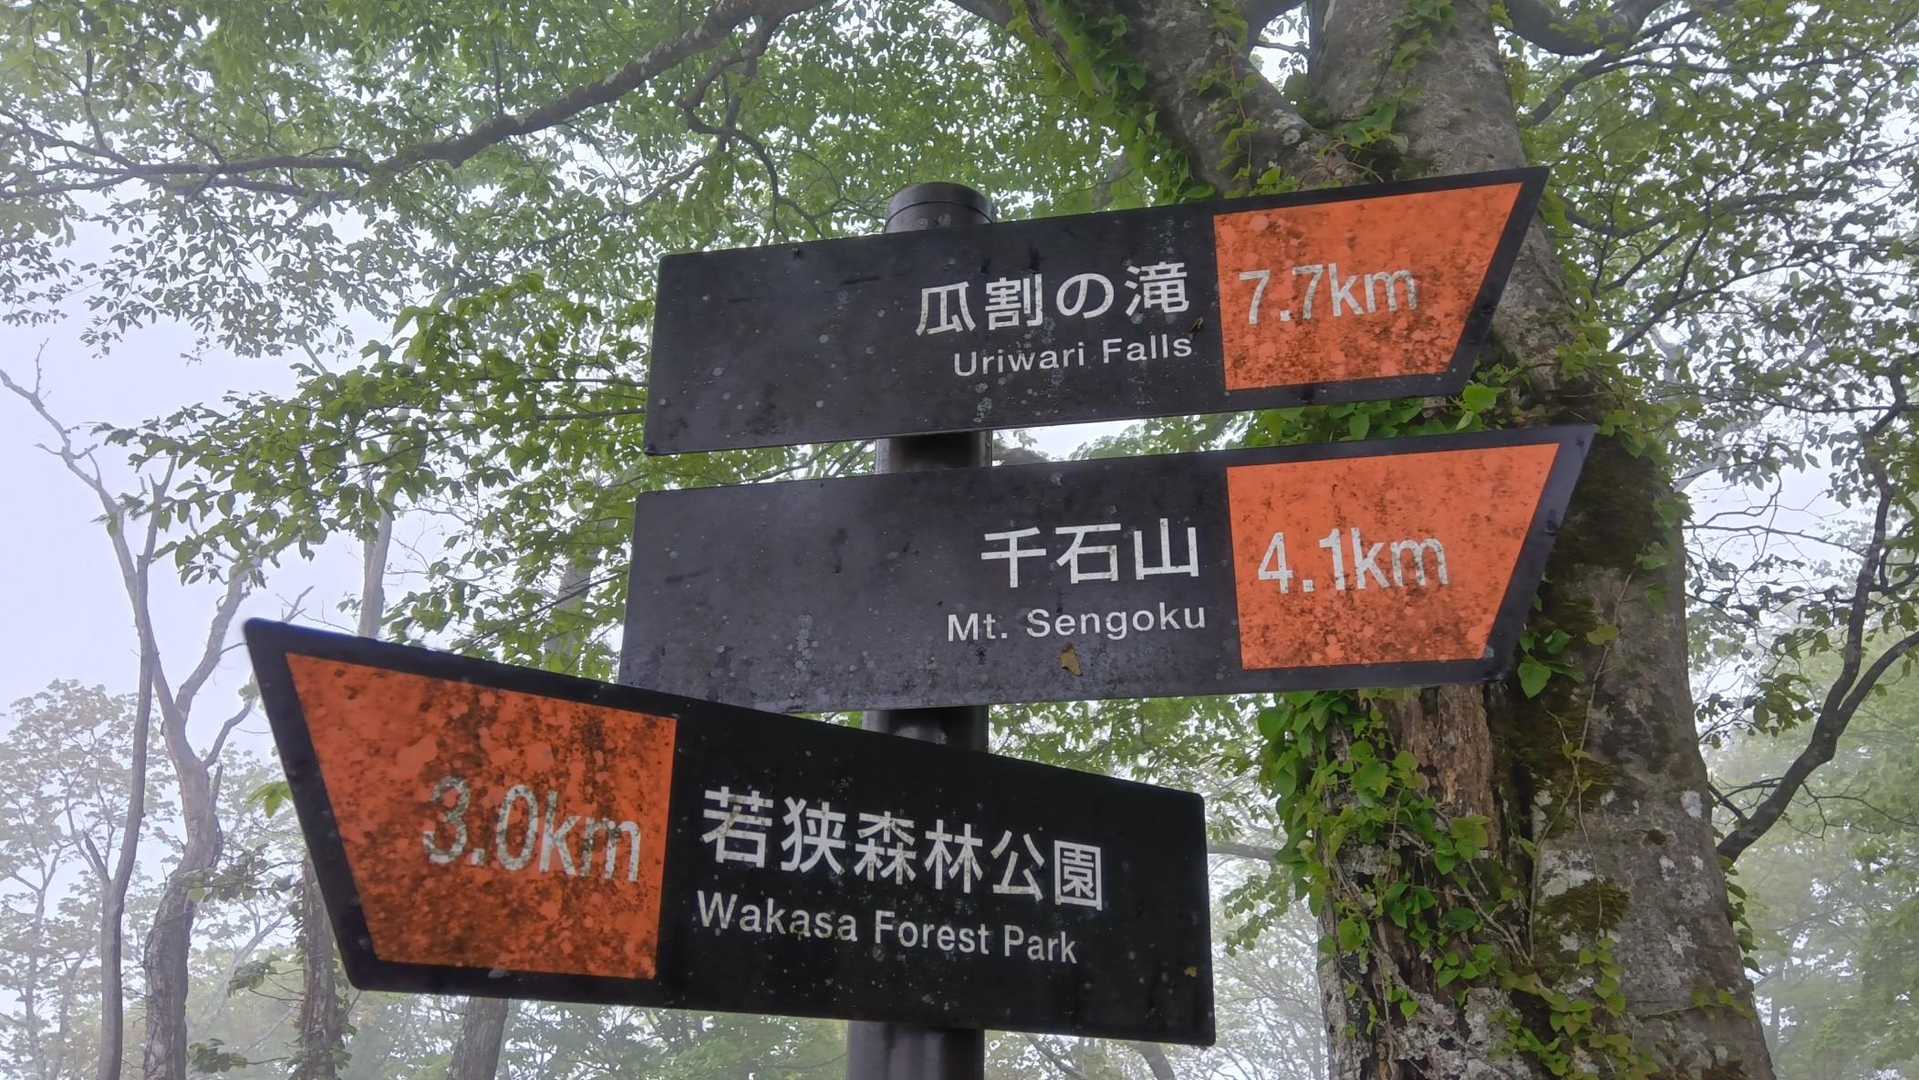 瓜割の滝 7.7km
Uriwari Falls
千石山 4.1km
Mt. Sengoku
3.0km 若狭森林公園
Wakasa Forest Park